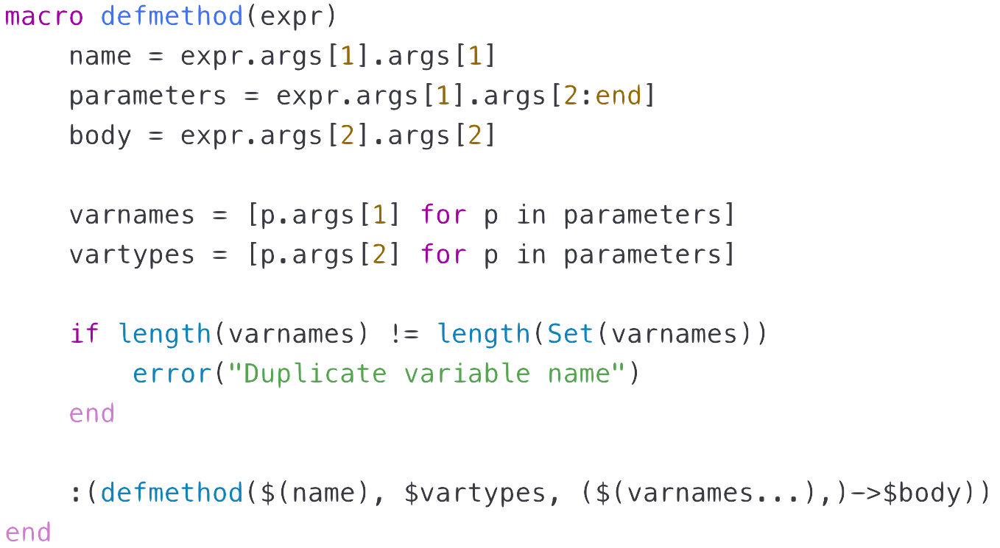 macro defmethod(expr)
    name = expr.args[1].args[1]
    parameters = expr.args[1].args[2:end]
    body = expr.args[2].args[2]

    varnames = [p.args[1] for p in parameters]
    vartypes = [p.args[2] for p in parameters]

    if length(varnames) != length(Set(varnames))
        error("Duplicate variable name")
    end

    :(defmethod($(name), $vartypes, ($(varnames...),)->$body))
end